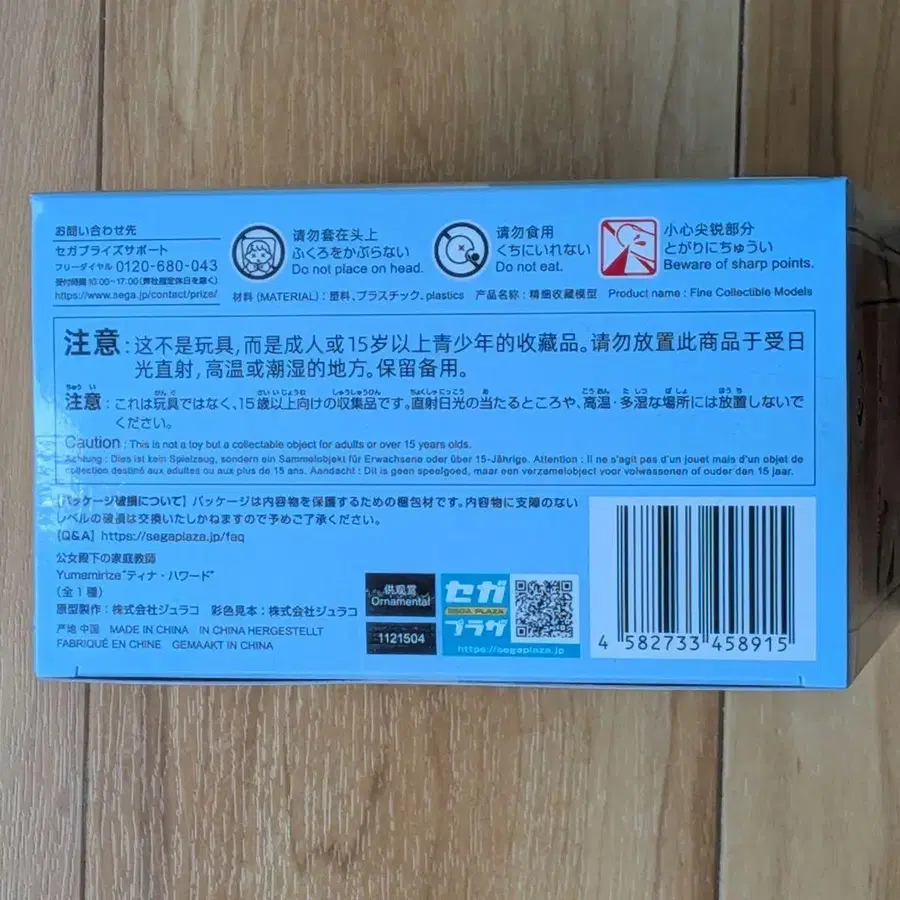 お問い合わせ先
セガプライズサポート
フリーダイヤル 0120-680-043
受付時間 10:00~17:00(弊社指定休日を除く)
https://www.sega.jp/contact/prize/
请勿套在头上
ふくろをかぶらない
Do not place on head.
请勿食用
くちにいれない
Do not eat.
小心尖锐部分
とがりにちゅうい
Beware of sharp points.
材料 (MATERIAL) : 塑料、プラスチック、plastics 产品名称 : 精细收藏模型 Product name : Fine Collectible Models
注意 : 这不是玩具,而是成人或15岁以上青少年的收藏品。请勿放置此商品于受日
光直射,高温或潮湿的地方。保留备用。
注意 : これは玩具ではなく、15歳以上向けの収集品です。直射日光の当たるところや、高温・多湿な場所には放置しないで
ください。
Caution : This is not a toy but a collectable object for adults or over 15 years olds.
Achtung : Dies ist kein Spielzeug, sondern ein Sammelobjekt für Erwachsene oder über 15-Jährige. Attention : Il ne s'agit pas d'un jouet mais d'un objet de
collection destiné aux adultes ou aux plus de 15 ans. Aandacht : Dit is geen speelgoed, maar een verzamelobject voor volwassenen of ouder dan 15 jaar.
【パッケージ破損について】パッケージは内容物を保護するための梱包材です。内容物に支障のない
レベルの破損は交換いたしかねますので予めご了承ください。
【Q&A】https://segaplaza.jp/faq
公女殿下の家庭教師
Yumemirize“ティナ・ハワード”
(全1種)
原型製作 : 株式会社ジュラコ 彩色見本 : 株式会社ジュラコ
产地 中国 MADE IN CHINA IN CHINA HERGESTELLT
FABRIQUÉ EN CHINE GEMAAKT IN CHINA
供观赏
Ornamental
1121504
セガ
SEGA PLAZA
プラザ
https://segaplaza.jp
4 582733 458915